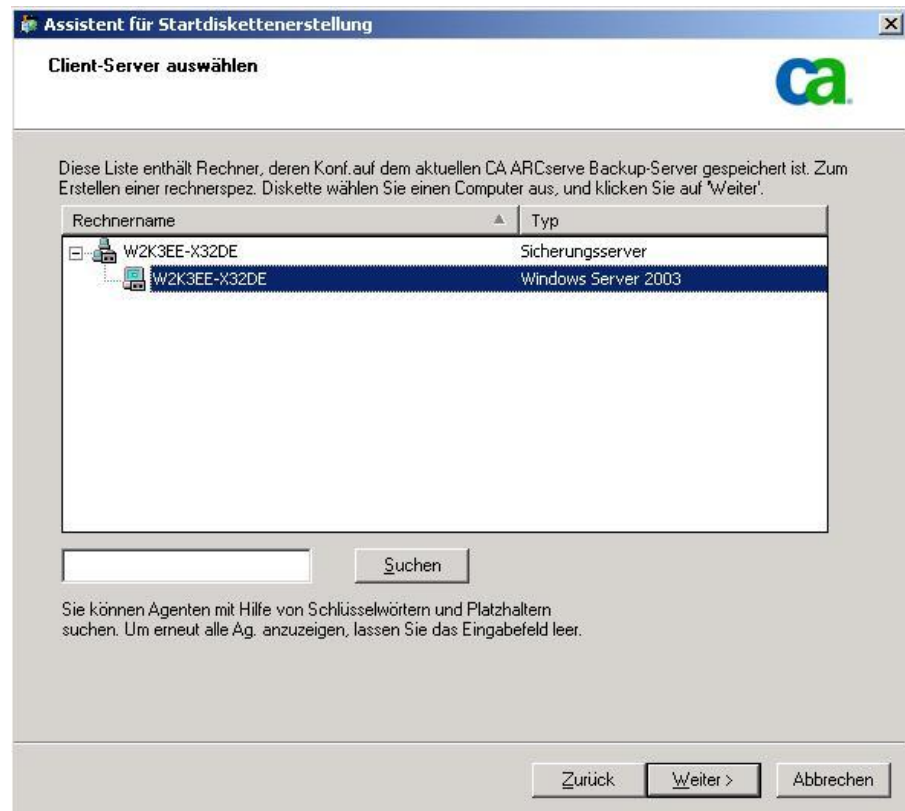 Assistent für Startdiskettenerstellung
Client-Server auswählen
ca
Diese Liste enthält Rechner, deren Konf.auf dem aktuellen CA ARCserve Backup-Server gespeichert ist. Zum
Erstellen einer rechnerspez. Diskette wählen Sie einen Computer aus, und klicken Sie auf 'Weiter'.
Rechnername Typ
W2K3EE-X32DE Sicherungsserver
W2K3EE-X32DE Windows Server 2003
Suchen
Sie können Agenten mit Hilfe von Schlüsselwörtern und Platzhaltern
suchen. Um erneut alle Ag. anzuzeigen, lassen Sie das Eingabefeld leer.
Zurück Weiter > Abbrechen